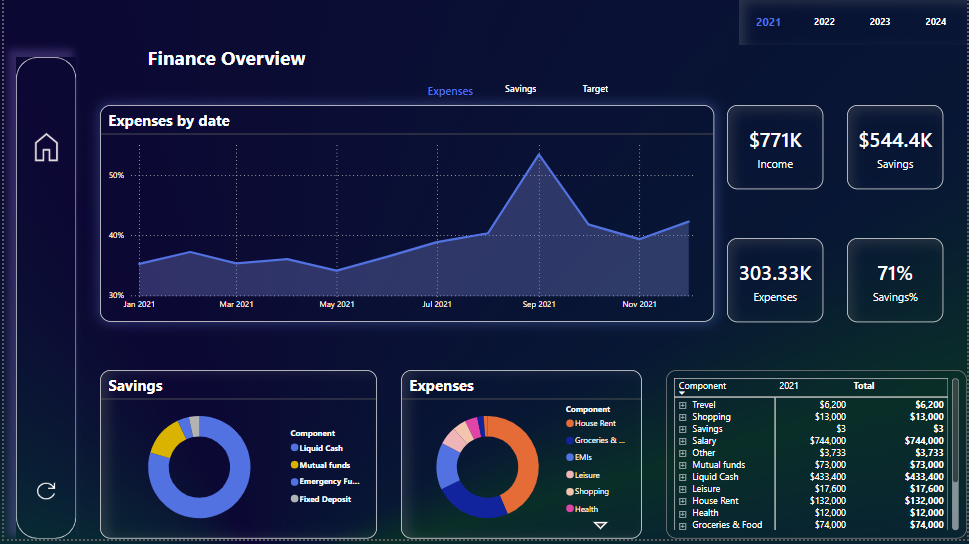 2021 2022 2023 2024
Finance Overview
Expenses Savings Target
Expenses by date
50%
40%
30%
Jan 2021 Mar 2021 May 2021 Jul 2021 Sep 2021 Nov 2021
$771K
Income
$544.4K
Savings
303.33K
Expenses
71%
Savings%
Savings
Component
Liquid Cash
Mutual funds
Emergency Fu...
Fixed Deposit
Expenses
Component
House Rent
Groceries & ...
EMIs
Leisure
Shopping
Health
Component 2021 Total
Trevel $6,200 $6,200
Shopping $13,000 $13,000
Savings $3 $3
Salary $744,000 $744,000
Other $3,733 $3,733
Mutual funds $73,000 $73,000
Liquid Cash $433,400 $433,400
Leisure $17,600 $17,600
House Rent $132,000 $132,000
Health $12,000 $12,000
Groceries & Food $74,000 $74,000